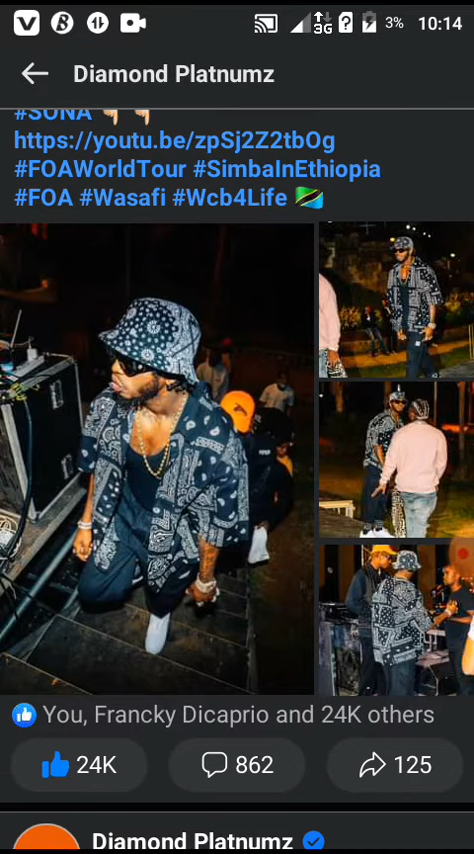 3G 3% 10:14
Diamond Platnumz
#SONA 👇🏼 👇🏼
https://youtu.be/zpSj2Z2tbOg
#FOAWorldTour #SimbaInEthiopia
#FOA #Wasafi #Wcb4Life 🇹🇿
You, Francky Dicaprio and 24K others
24K 862 125
Diamond Platnumz